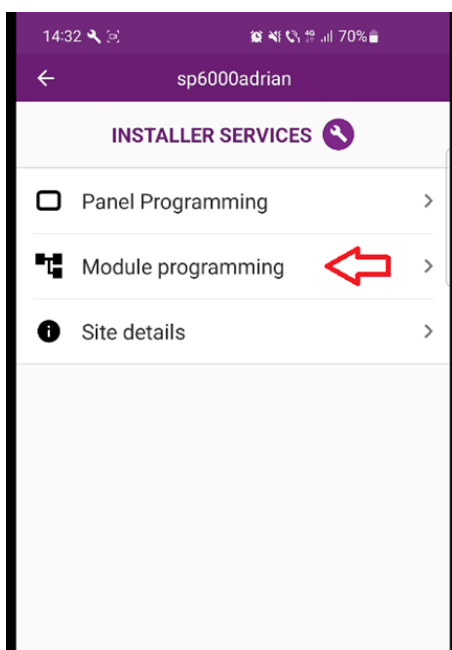 14:32 70%
sp6000adrian
INSTALLER SERVICES
Panel Programming
Module programming
Site details